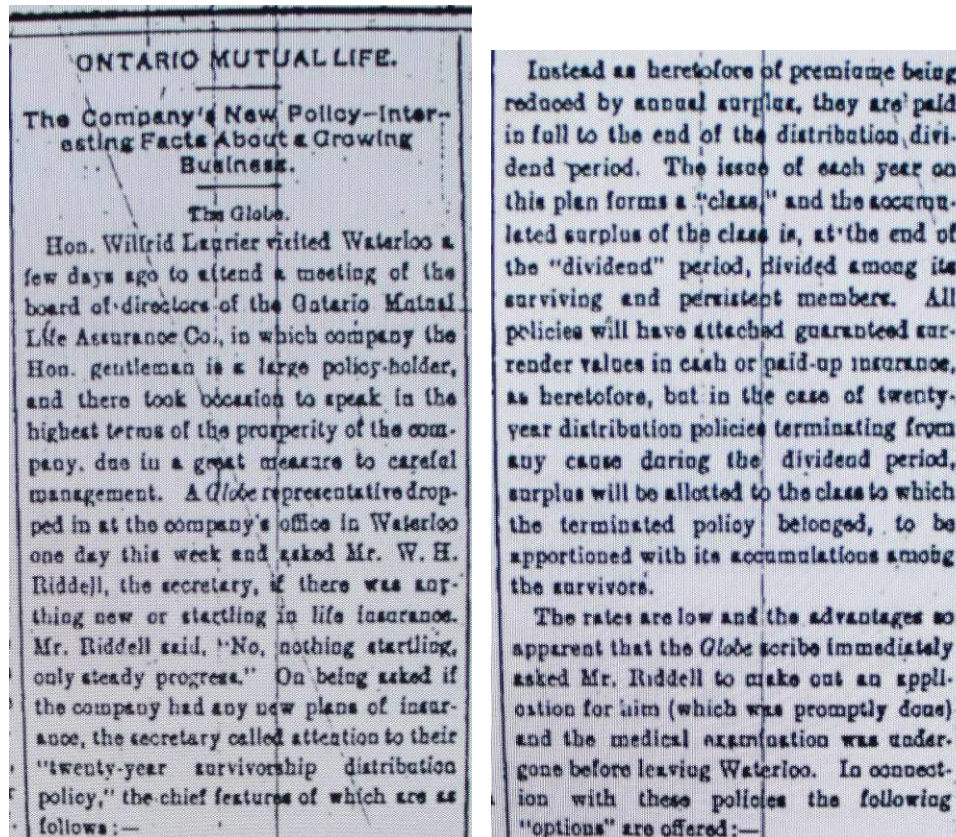 ONTARIO MUTUAL LIFE.
The Company's New Policy—Inter-
esting Facts About a Growing
Business.
The Globe.
Hon. Wilfrid Laurier visited Waterloo a
few days ago to attend a meeting of the
board of directors of the Ontario Mutual
Life Assurance Co., in which company the
Hon. gentleman is a large policy-holder,
and there took occasion to speak in the
highest terms of the prosperity of the com-
pany, due in a great measure to careful
management. A Globe representative drop-
ped in at the company's office in Waterloo
one day this week and asked Mr. W. H.
Riddell, the secretary, if there was any-
thing new or startling in life insurance.
Mr. Riddell said, "No, nothing startling,
only steady progress." On being asked if
the company had any new plans of insur-
ance, the secretary called attention to their
"twenty-year survivorship distribution
policy," the chief features of which are as
follows:—
Instead as heretofore of premiums being
reduced by annual surplus, they are paid
in full to the end of the distribution divi-
dend period. The issue of each year on
this plan forms a "class," and the accumu-
lated surplus of the class is, at the end of
the "dividend" period, divided among its
surviving and persistent members. All
policies will have attached guaranteed sur-
render values in cash or paid-up insurance,
as heretofore, but in the case of twenty-
year distribution policies terminating from
any cause during the dividend period,
surplus will be allotted to the class to which
the terminated policy belonged, to be
apportioned with its accumulations among
the survivors.
The rates are low and the advantages so
apparent that the Globe scribe immediately
asked Mr. Riddell to make out an appli-
cation for him (which was promptly done)
and the medical examination was under-
gone before leaving Waterloo. In connect-
ion with these policies the following
"options" are offered:—